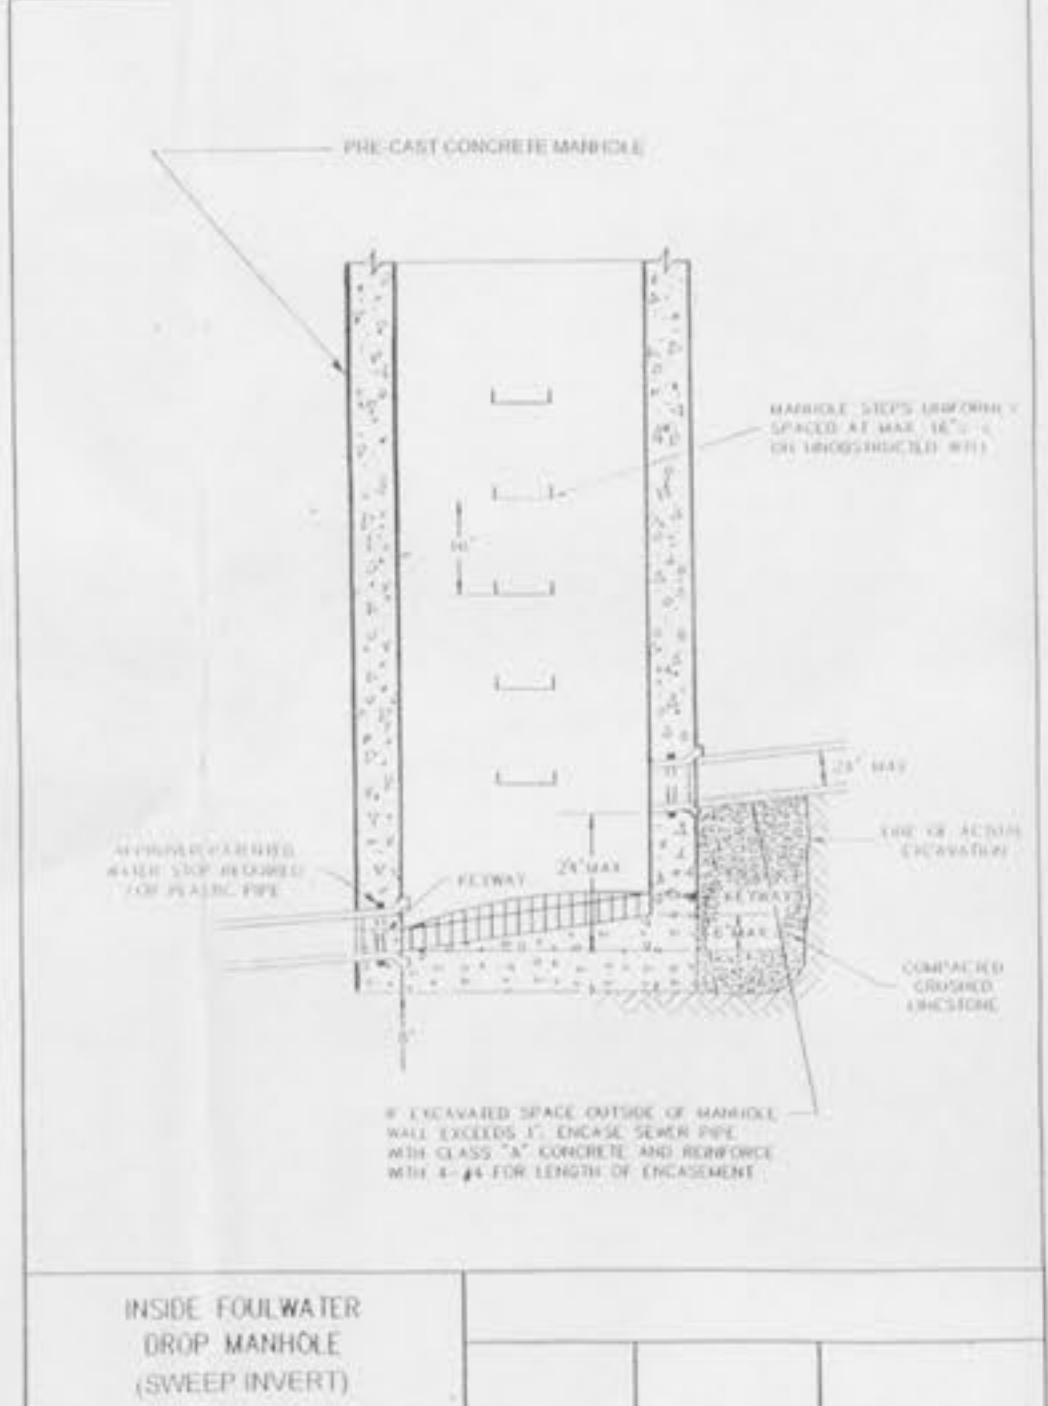 PRE-CAST CONCRETE MANHOLE
MANHOLE STEPS UNIFORMLY
SPACED AT MAX. 16"
ON UNOBSTRUCTED
16"
24" MAX
LINE OF ACTUAL
EXCAVATION
WATER STOP REQUIRED
FOR PLASTIC PIPE
KEYWAY
24"MAX
KEYWAY
6"MAX
COMPACTED
CRUSHED
LIMESTONE
IF EXCAVATED SPACE OUTSIDE OF MANHOLE
WALL EXCEEDS 1", ENCASE SEWER PIPE
WITH CLASS "A" CONCRETE AND REINFORCE
WITH 4-#4 FOR LENGTH OF ENCASEMENT
INSIDE FOULWATER
DROP MANHOLE
(SWEEP INVERT)